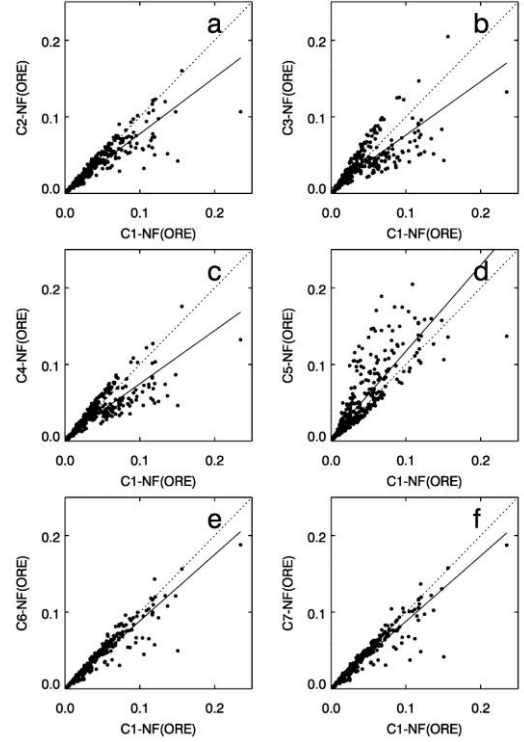 a
0.2
0.1
0.0
C2-NF(ORE)
0.0 0.1 0.2
C1-NF(ORE)
b
0.2
0.1
0.0
C3-NF(ORE)
0.0 0.1 0.2
C1-NF(ORE)
c
0.2
0.1
0.0
C4-NF(ORE)
0.0 0.1 0.2
C1-NF(ORE)
d
0.2
0.1
0.0
C5-NF(ORE)
0.0 0.1 0.2
C1-NF(ORE)
e
0.2
0.1
0.0
C6-NF(ORE)
0.0 0.1 0.2
C1-NF(ORE)
f
0.2
0.1
0.0
C7-NF(ORE)
0.0 0.1 0.2
C1-NF(ORE)